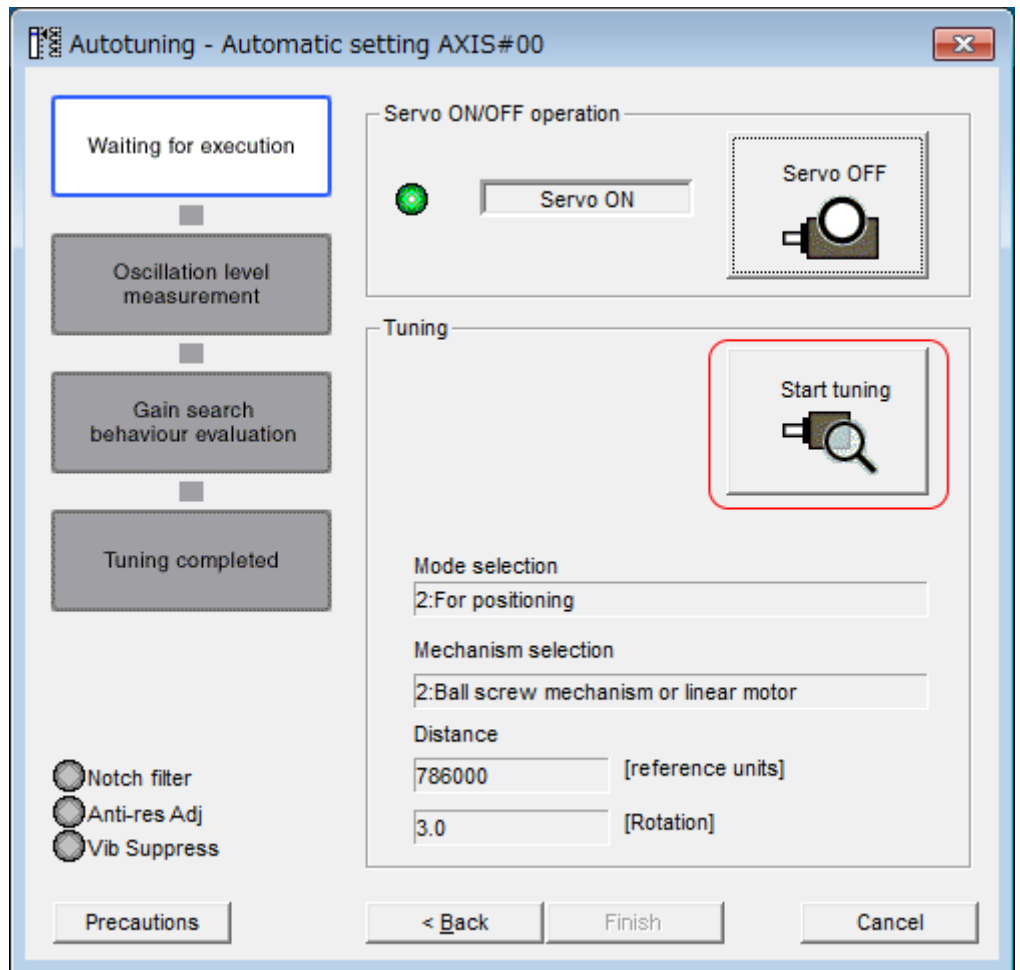 Autotuning - Automatic setting AXIS#00
Waiting for execution
Oscillation level
measurement
Gain search
behaviour evaluation
Tuning completed
Notch filter
Anti-res Adj
Vib Suppress
Servo ON/OFF operation
Servo ON
Servo OFF
Tuning
Start tuning
Mode selection
2:For positioning
Mechanism selection
2:Ball screw mechanism or linear motor
Distance
786000 [reference units]
3.0 [Rotation]
Precautions
< Back
Finish
Cancel